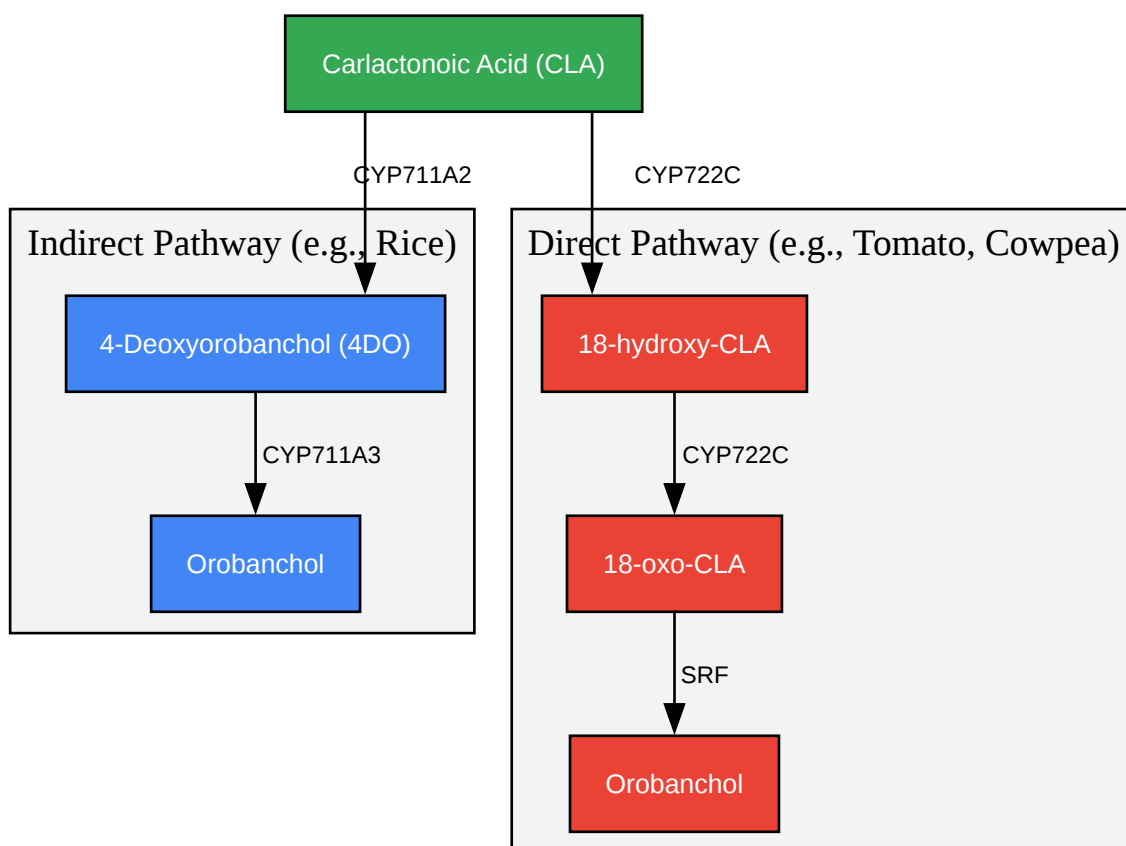 Carlactonoic Acid (CLA)
CYP711A2
CYP722C
Indirect Pathway (e.g., Rice)
Direct Pathway (e.g., Tomato, Cowpea)
4-Deoxyorobanchol (4DO)
18-hydroxy-CLA
CYP711A3
CYP722C
Orobanchol
18-oxo-CLA
SRF
Orobanchol